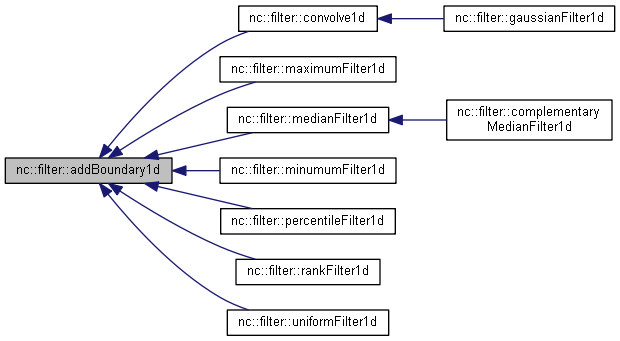 nc::filter::convolve1d
nc::filter::gaussianFilter1d
nc::filter::maximumFilter1d
nc::filter::medianFilter1d
nc::filter::complementary
MedianFilter1d
nc::filter::addBoundary1d
nc::filter::minumumFilter1d
nc::filter::percentileFilter1d
nc::filter::rankFilter1d
nc::filter::uniformFilter1d